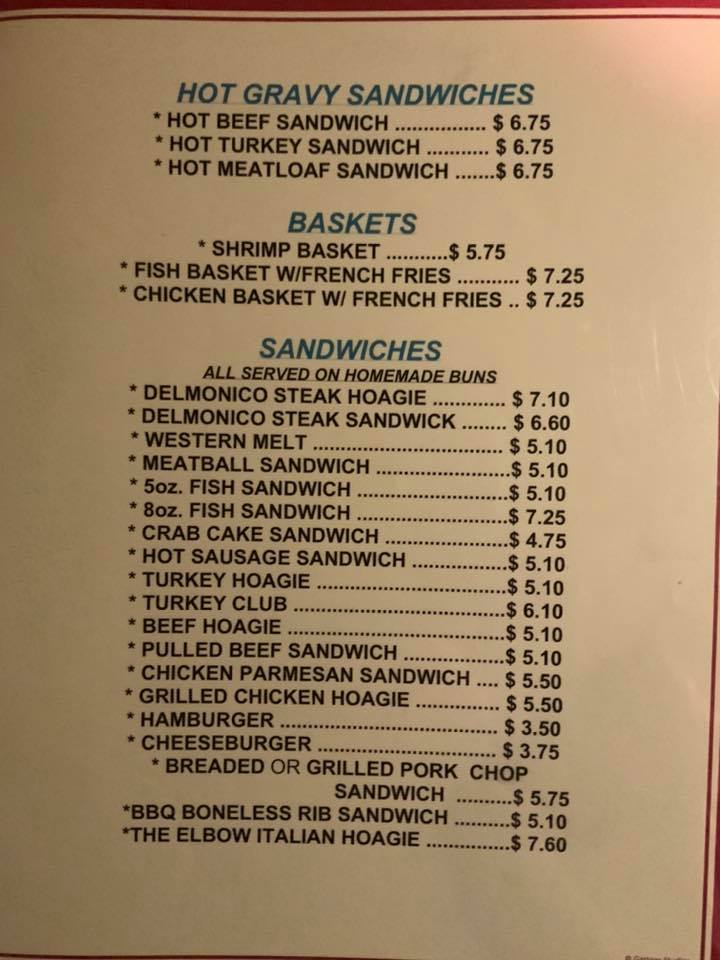 HOT GRAVY SANDWICHES
* HOT BEEF SANDWICH ................ $ 6.75
* HOT TURKEY SANDWICH ........... $ 6.75
* HOT MEATLOAF SANDWICH .......$ 6.75
BASKETS
* SHRIMP BASKET ...........$ 5.75
* FISH BASKET W/FRENCH FRIES ........... $ 7.25
* CHICKEN BASKET W/ FRENCH FRIES .. $ 7.25
SANDWICHES
ALL SERVED ON HOMEMADE BUNS
* DELMONICO STEAK HOAGIE ............. $ 7.10
* DELMONICO STEAK SANDWICK ........ $ 6.60
* WESTERN MELT .................................. $ 5.10
* MEATBALL SANDWICH ........................$ 5.10
* 5oz. FISH SANDWICH ...........................$ 5.10
* 8oz. FISH SANDWICH ...........................$ 7.25
* CRAB CAKE SANDWICH ......................$ 4.75
* HOT SAUSAGE SANDWICH .................$ 5.10
* TURKEY HOAGIE ..................................$ 5.10
* TURKEY CLUB ......................................$ 6.10
* BEEF HOAGIE .......................................$ 5.10
* PULLED BEEF SANDWICH ..................$ 5.10
* CHICKEN PARMESAN SANDWICH .... $ 5.50
* GRILLED CHICKEN HOAGIE ............... $ 5.50
* HAMBURGER ....................................... $ 3.50
* CHEESEBURGER ................................ $ 3.75
* BREADED OR GRILLED PORK CHOP
SANDWICH ..........$ 5.75
*BBQ BONELESS RIB SANDWICH ..........$ 5.10
*THE ELBOW ITALIAN HOAGIE ...............$ 7.60